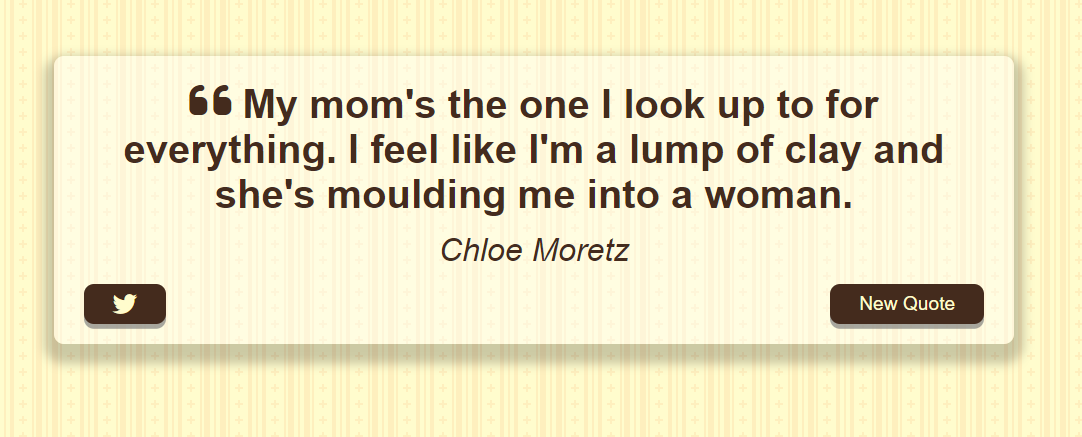 “ My mom's the one I look up to for
everything. I feel like I'm a lump of clay and
she's moulding me into a woman.
Chloe Moretz
New Quote